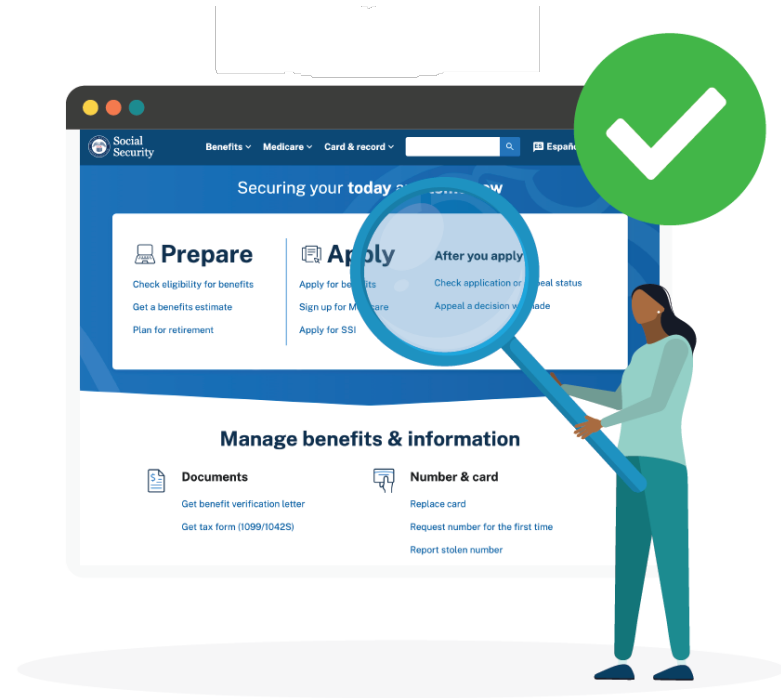 Social
Security
Benefits
Medicare
Card & record
Securing your today
Prepare
Check eligibility for benefits
Get a benefits estimate
Plan for retirement
Apply
Apply for benefits
Sign up for Medicare
Apply for SSI
After you apply
Check application or appeal status
Appeal a decision we made
Manage benefits & information
Documents
Get benefit verification letter
Get tax form (1099/1042S)
Number & card
Replace card
Request number for the first time
Report stolen number